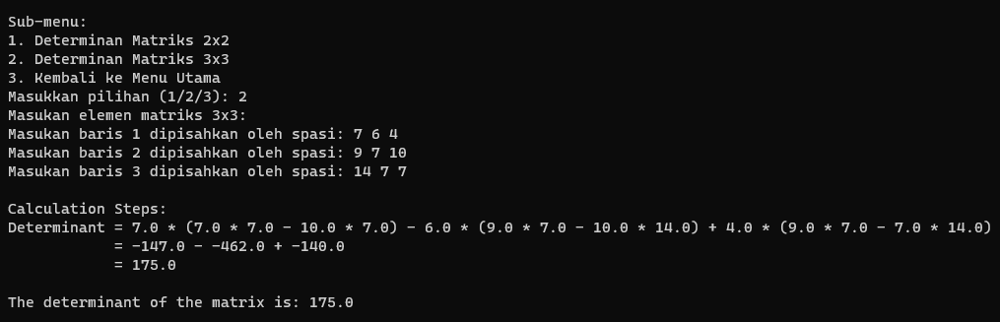 Sub-menu:
1. Determinan Matriks 2x2
2. Determinan Matriks 3x3
3. Kembali ke Menu Utama
Masukkan pilihan (1/2/3): 2
Masukan elemen matriks 3x3:
Masukan baris 1 dipisahkan oleh spasi: 7 6 4
Masukan baris 2 dipisahkan oleh spasi: 9 7 10
Masukan baris 3 dipisahkan oleh spasi: 14 7 7
Calculation Steps:
Determinant = 7.0 * (7.0 * 7.0 - 10.0 * 7.0) - 6.0 * (9.0 * 7.0 - 10.0 * 14.0) + 4.0 * (9.0 * 7.0 - 7.0 * 14.0)
= -147.0 - -462.0 + -140.0
= 175.0
The determinant of the matrix is: 175.0